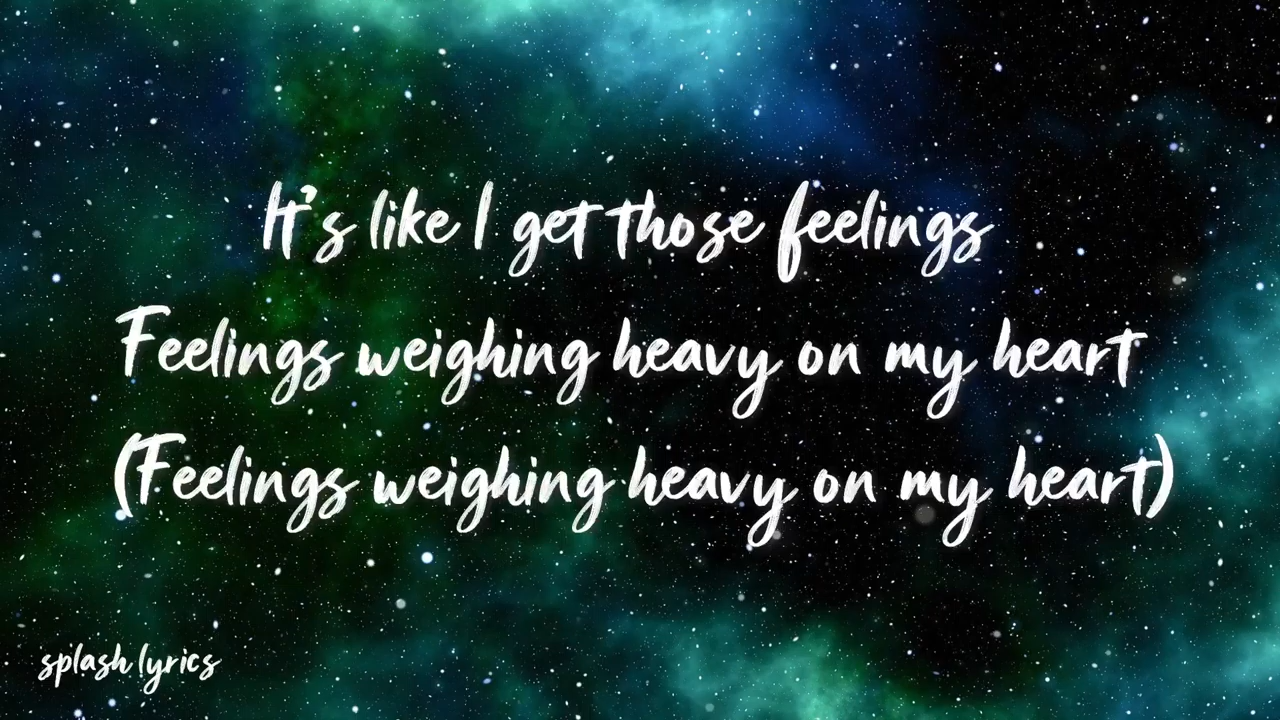 It's like I get those feelings
Feelings weighing heavy on my heart
(Feelings weighing heavy on my heart)
splash lyrics